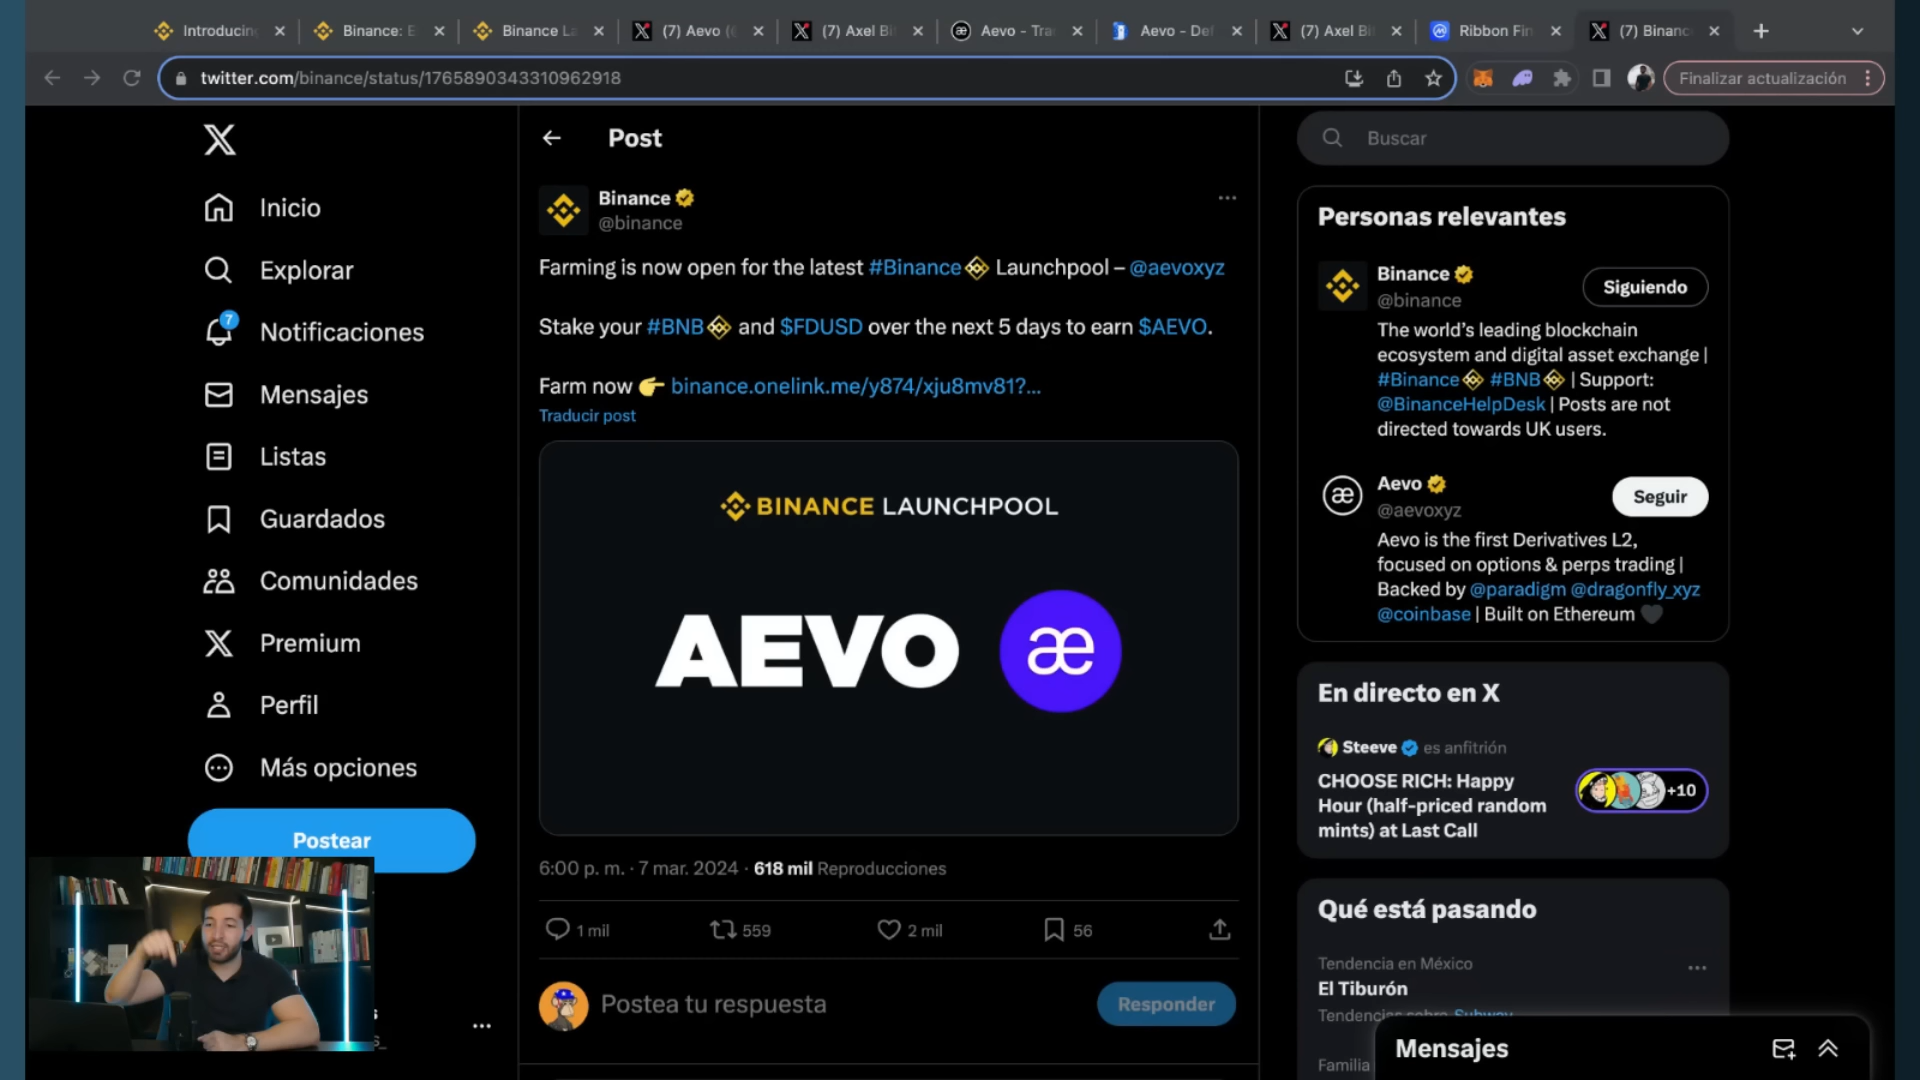 Introducing
Binance: E
Binance La
(7) Aevo (
(7) Axel Bi
Aevo - Tra
Aevo - Def
(7) Axel Bi
Ribbon Fin
(7) Binanc
twitter.com/binance/status/1765890343310962918
Finalizar actualización
Inicio
Explorar
7
Notificaciones
Mensajes
Listas
Guardados
Comunidades
Premium
Perfil
Más opciones
Postear
Post
Binance
@binance
Farming is now open for the latest #Binance Launchpool – @aevoxyz
Stake your #BNB and $FDUSD over the next 5 days to earn $AEVO.
Farm now 👉 binance.onelink.me/y874/xju8mv81?...
Traducir post
BINANCE LAUNCHPOOL
AEVO æ
6:00 p. m. · 7 mar. 2024 · 618 mil Reproducciones
1 mil
559
2 mil
56
Postea tu respuesta
Responder
Buscar
Personas relevantes
Binance
@binance
Siguiendo
The world’s leading blockchain
ecosystem and digital asset exchange |
#Binance #BNB | Support:
@BinanceHelpDesk | Posts are not
directed towards UK users.
æ
Aevo
@aevoxyz
Seguir
Aevo is the first Derivatives L2,
focused on options & perps trading |
Backed by @paradigm @dragonfly_xyz
@coinbase | Built on Ethereum 🖤
En directo en X
Steeve es anfitrión
CHOOSE RICH: Happy
Hour (half-priced random
mints) at Last Call
+10
Qué está pasando
Tendencia en México
El Tiburón
Tendencias sobre Subway
Familia
Mensajes